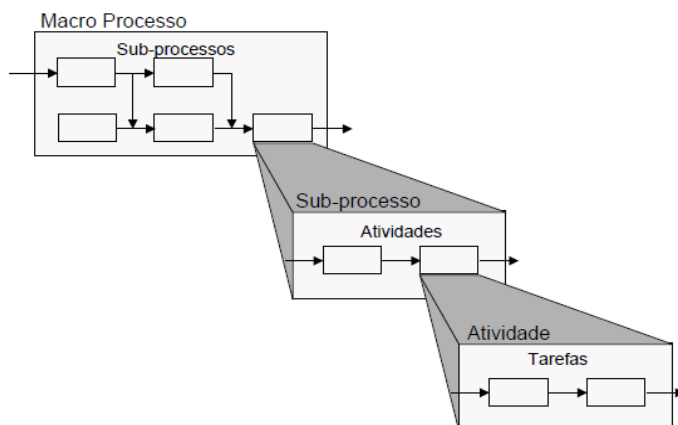 Macro Processo
Sub-processos
Sub-processo
Atividades
Atividade
Tarefas